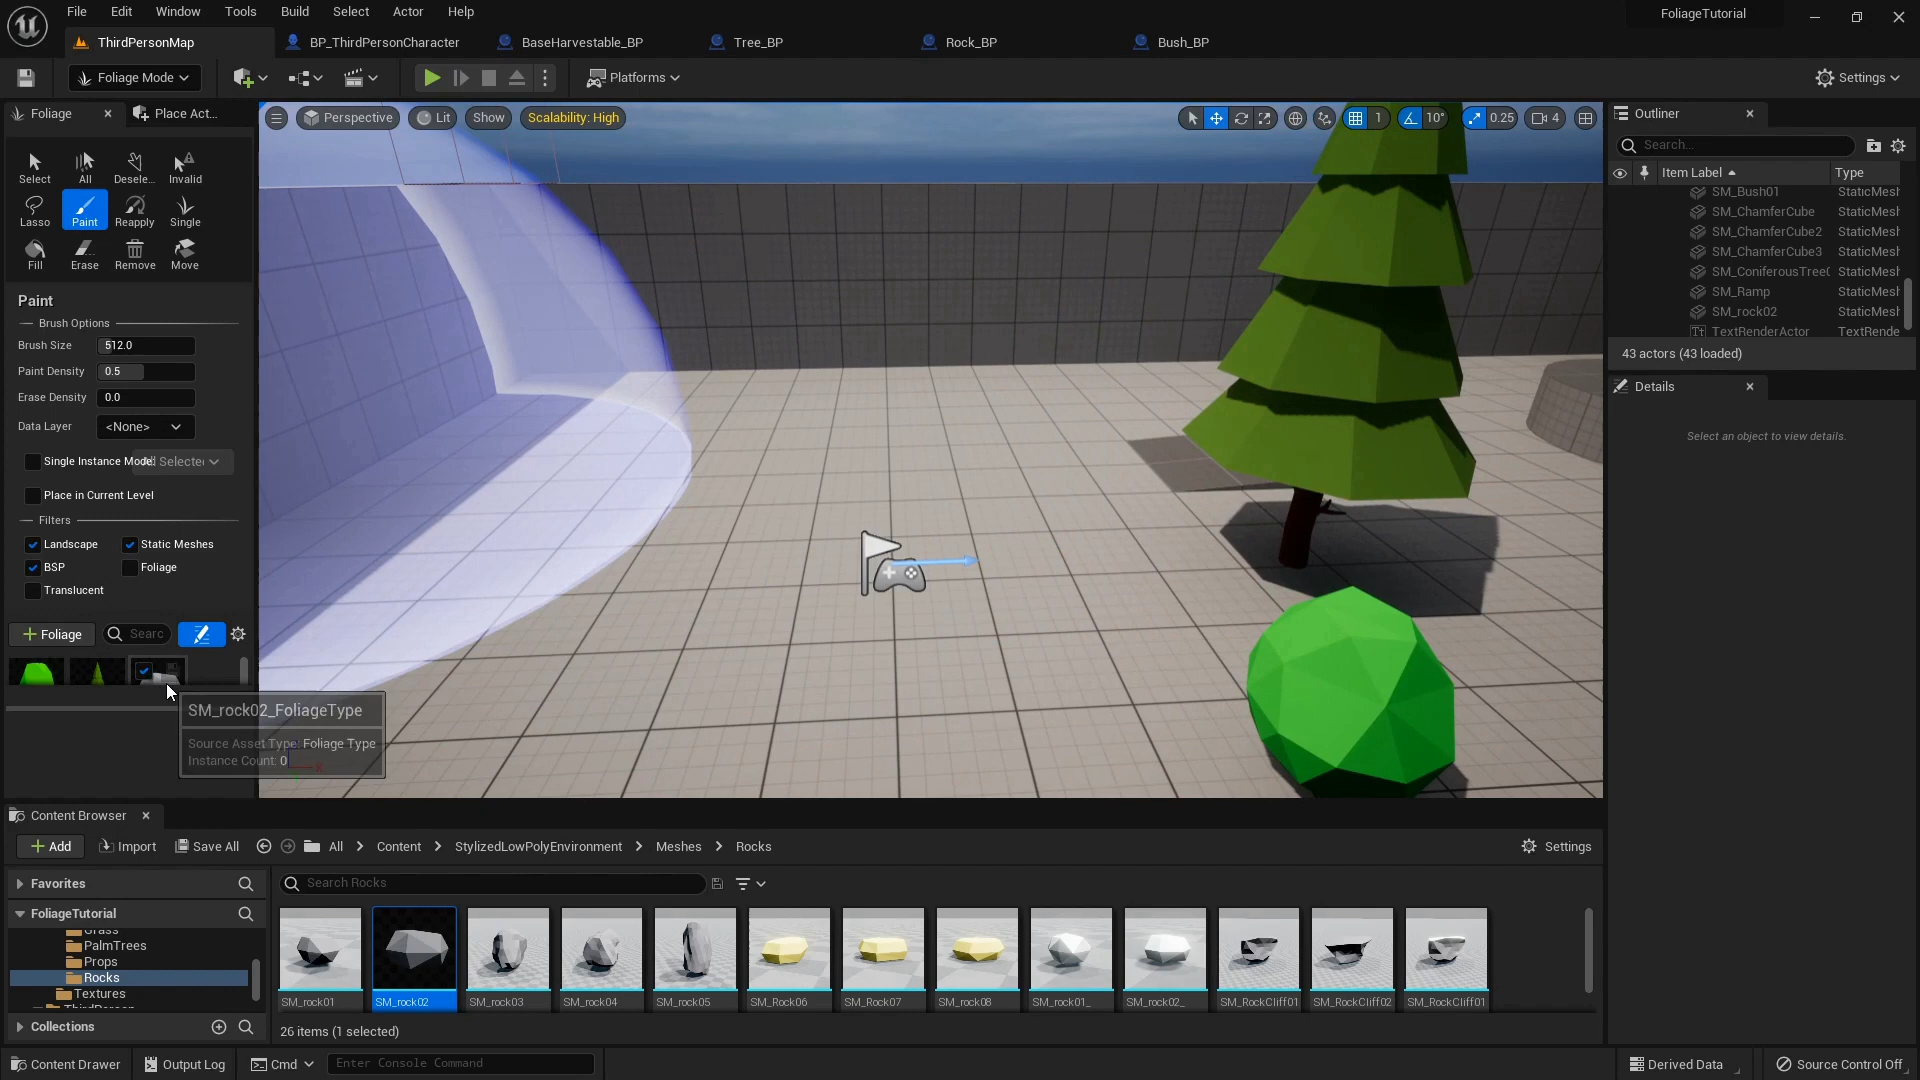 File Edit Window Tools Build Select Actor Help
FoliageTutorial
ThirdPersonMap BP_ThirdPersonCharacter BaseHarvestable_BP Tree_BP Rock_BP Bush_BP
Foliage Mode Platforms Settings
Foliage Place Act...
Perspective Lit Show Scalability: High 1 10° 0.25 4
Outliner
Search...
Item Label Type
Select All Desele... Invalid
SM_Bush01 StaticMesh
SM_ChamferCube StaticMesh
SM_ChamferCube2 StaticMesh
SM_ChamferCube3 StaticMesh
SM_ConiferousTree StaticMesh
SM_Ramp StaticMesh
SM_rock02 StaticMesh
TextRenderActor TextRende
43 actors (43 loaded)
Lasso Paint Reapply Single
Fill Erase Remove Move
Paint
Brush Options
Brush Size 512.0
Paint Density 0.5
Erase Density 0.0
Data Layer <None>
Single Instance Mode Selected
Place in Current Level
Filters
Landscape Static Meshes
BSP Foliage
Translucent
Details
Select an object to view details.
+ Foliage Searc
SM_rock02_FoliageType
Source Asset Type: Foliage Type
Instance Count: 0
Content Browser
+ Add Import Save All All > Content > StylizedLowPolyEnvironment > Meshes > Rocks Settings
Favorites
FoliageTutorial
Grass
PalmTrees
Props
Rocks
Textures
ThirdPerson
Collections
Search Rocks
SM_rock01 SM_rock02 SM_rock03 SM_rock04 SM_rock05 SM_Rock06 SM_Rock07 SM_rock08 SM_rock01_ SM_rock02_ SM_RockCliff01 SM_RockCliff02 SM_RockCliff01
26 items (1 selected)
Content Drawer Output Log Cmd Enter Console Command Derived Data Source Control Off